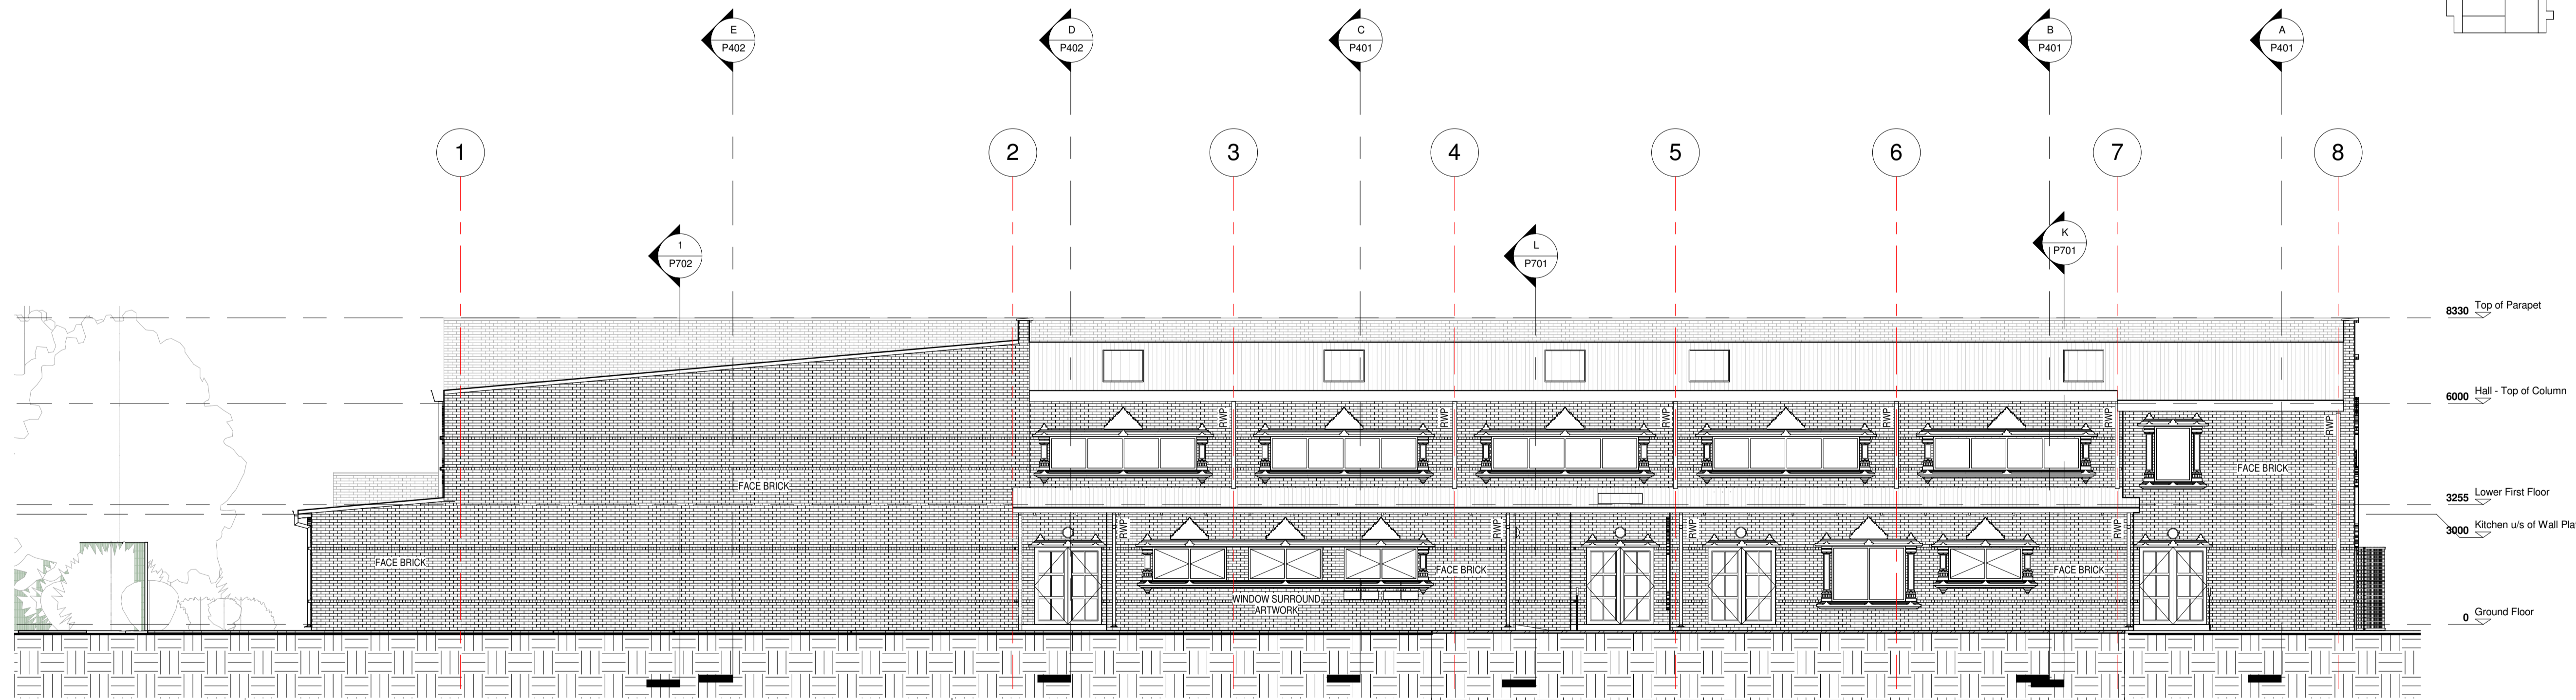 E
P402
D
P402
C
P401
B
P401
A
P401
1
2
3
4
5
6
7
8
1
P702
L
P701
K
P701
8330 Top of Parapet
6000 Hall - Top of Column
RWP
RWP
RWP
RWP
RWP
RWP
FACE BRICK
FACE BRICK
3255 Lower First Floor
3000 Kitchen u/s of Wall Pla
RWP
RWP
RWP
RWP
FACE BRICK
FACE BRICK
FACE BRICK
WINDOW SURROUND
ARTWORK
0 Ground Floor